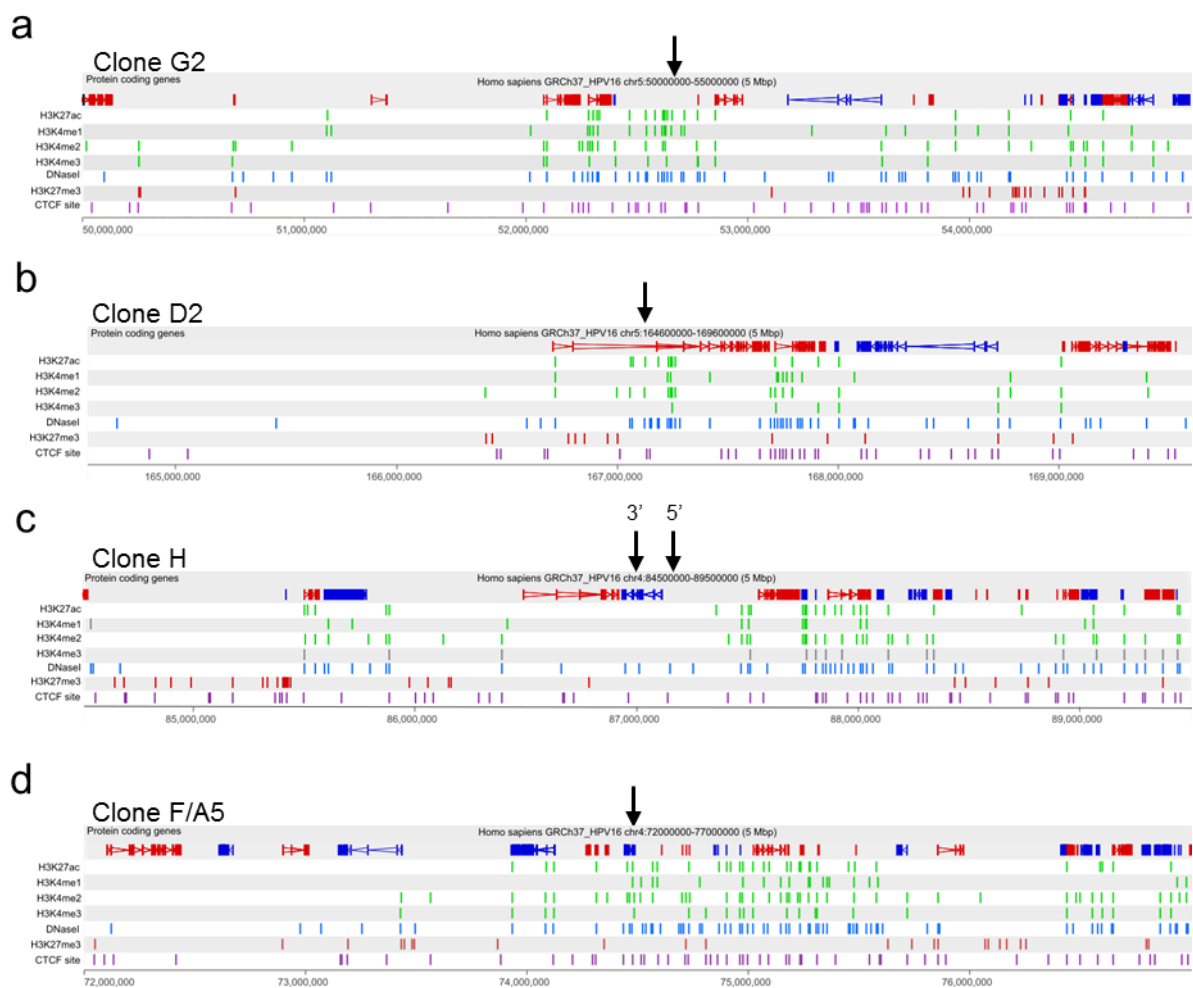 a
Clone G2
Protein coding genes
Homo sapiens GRCh37_HPV16 chr5:50000000-55000000 (5 Mbp)
H3K27ac
H3K4me1
H3K4me2
H3K4me3
DNaseI
H3K27me3
CTCF site
50,000,000 51,000,000 52,000,000 53,000,000 54,000,000
b
Clone D2
Protein coding genes
Homo sapiens GRCh37_HPV16 chr5:164600000-169600000 (5 Mbp)
H3K27ac
H3K4me1
H3K4me2
H3K4me3
DNaseI
H3K27me3
CTCF site
165,000,000 166,000,000 167,000,000 168,000,000 169,000,000
c
3’ 5’
Clone H
Protein coding genes
Homo sapiens GRCh37_HPV16 chr4:84500000-89500000 (5 Mbp)
H3K27ac
H3K4me1
H3K4me2
H3K4me3
DNaseI
H3K27me3
CTCF site
85,000,000 86,000,000 87,000,000 88,000,000 89,000,000
d
Clone F/A5
Protein coding genes
Homo sapiens GRCh37_HPV16 chr4:72000000-77000000 (5 Mbp)
H3K27ac
H3K4me1
H3K4me2
H3K4me3
DNaseI
H3K27me3
CTCF site
72,000,000 73,000,000 74,000,000 75,000,000 76,000,000